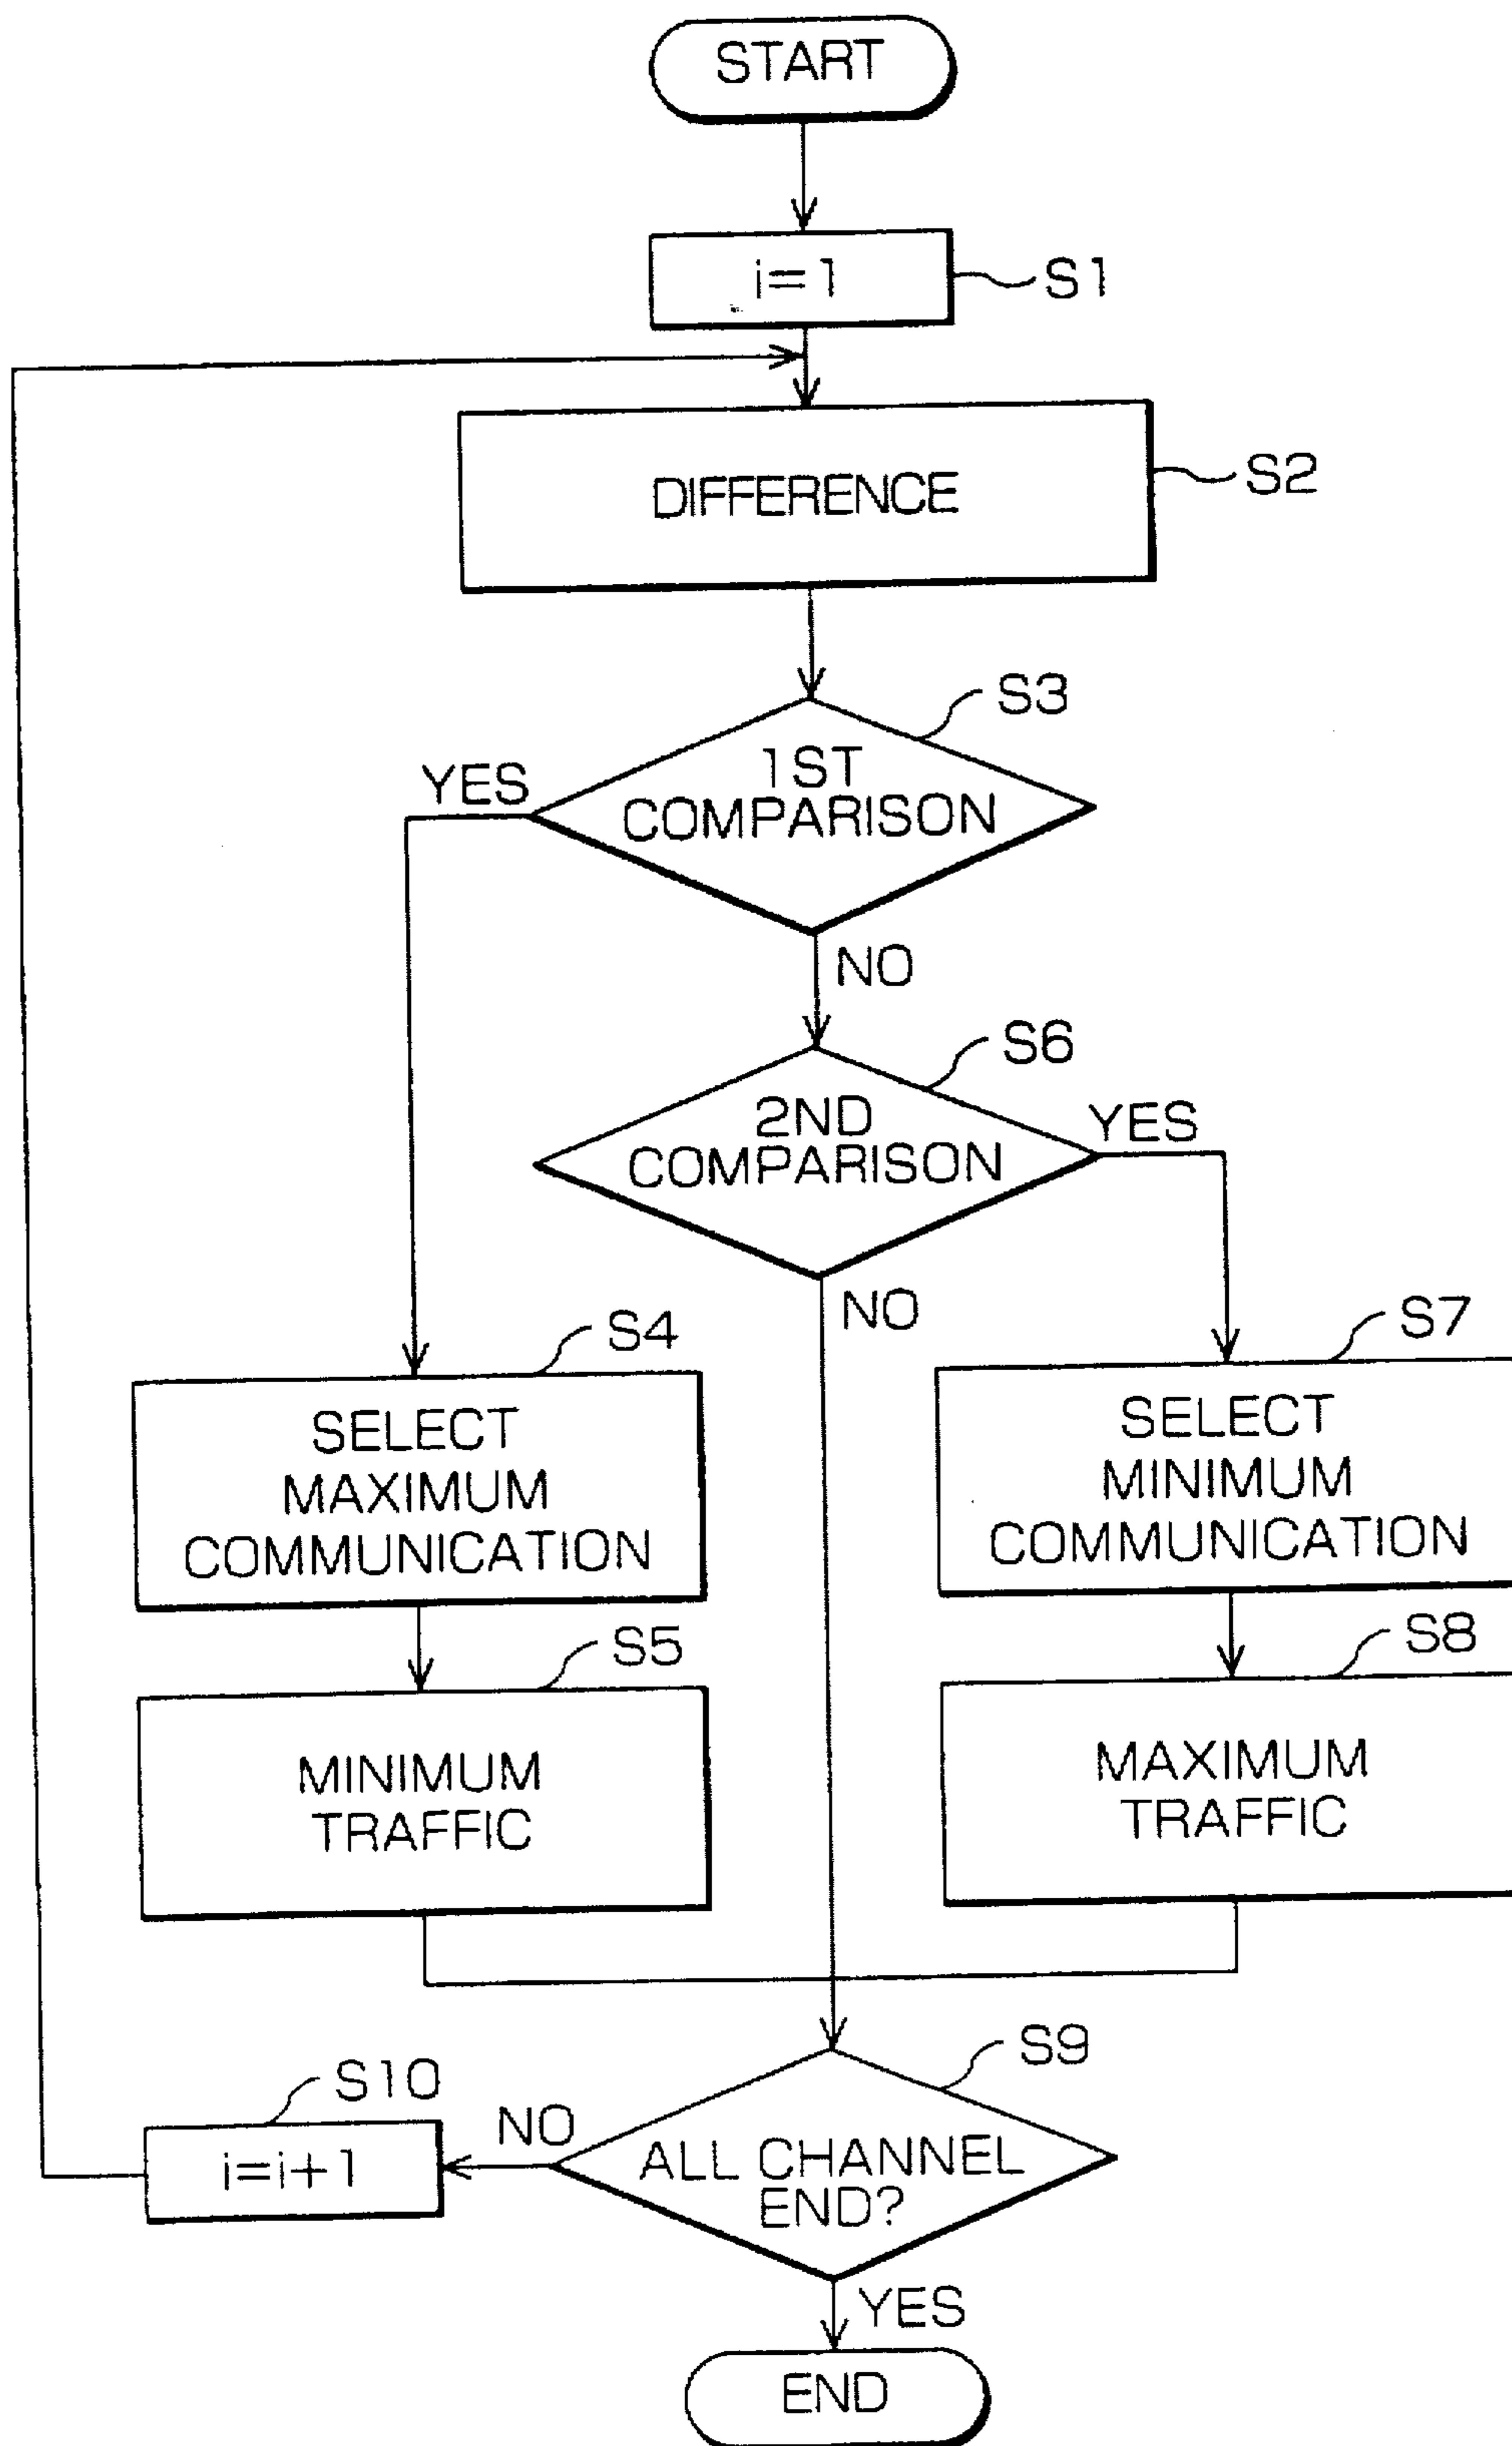 START
i=1
S1
DIFFERENCE
S2
S3
1ST
COMPARISON
YES
NO
S6
2ND
COMPARISON
YES
NO
S4
SELECT
MAXIMUM
COMMUNICATION
S7
SELECT
MINIMUM
COMMUNICATION
S5
MINIMUM
TRAFFIC
S8
MAXIMUM
TRAFFIC
S9
ALL CHANNEL
END?
NO
S10
i=i+1
YES
END